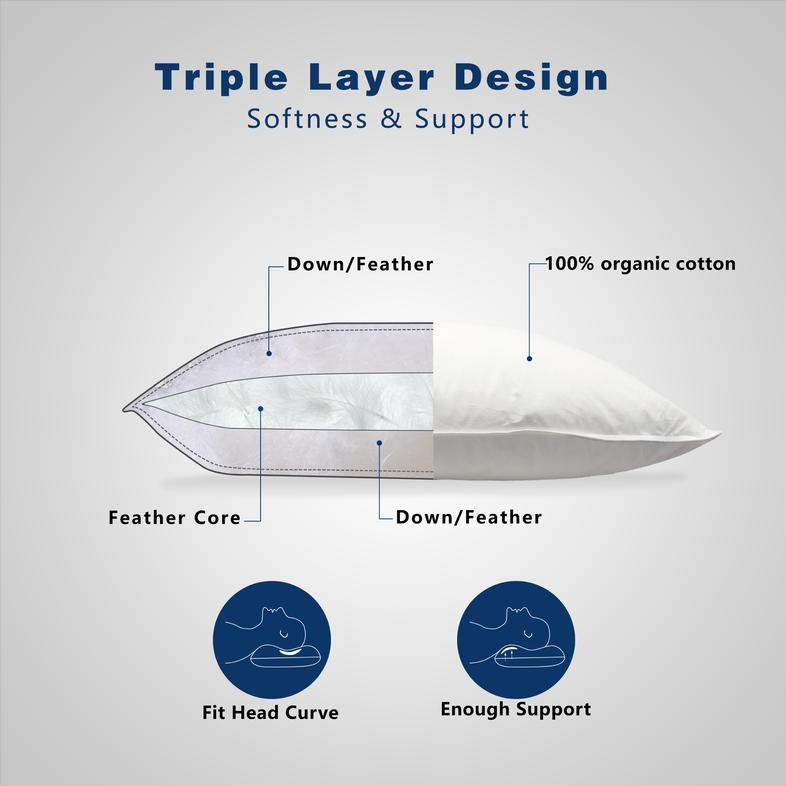 Triple Layer Design
Softness & Support
Down/Feather
100% organic cotton
Feather Core
Down/Feather
Fit Head Curve
Enough Support